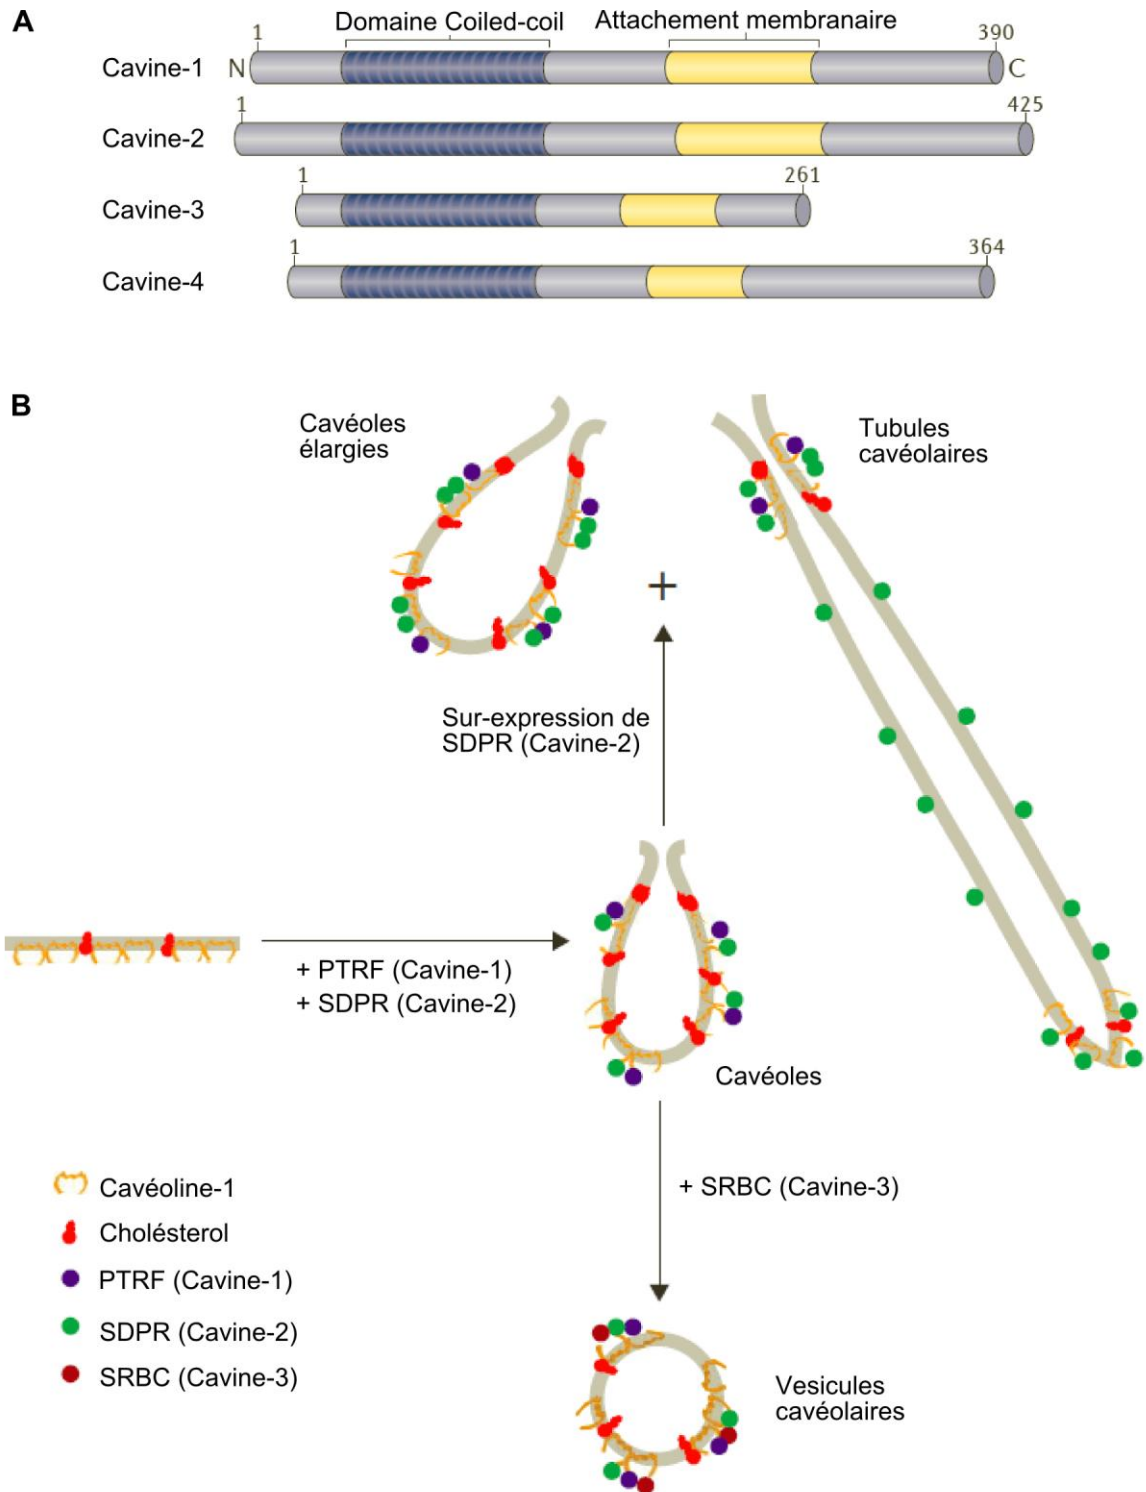 A
Domaine Coiled-coil
Attachement membranaire
1
390
Cavine-1
N
C
1
425
Cavine-2
1
261
Cavine-3
1
364
Cavine-4
B
Cavéoles
élargies
Tubules
cavéolaires
+
Sur-expression de
SDPR (Cavine-2)
+ PTRF (Cavine-1)
+ SDPR (Cavine-2)
Cavéoles
+ SRBC (Cavine-3)
Cavéoline-1
Cholésterol
PTRF (Cavine-1)
SDPR (Cavine-2)
SRBC (Cavine-3)
Vesicules
cavéolaires